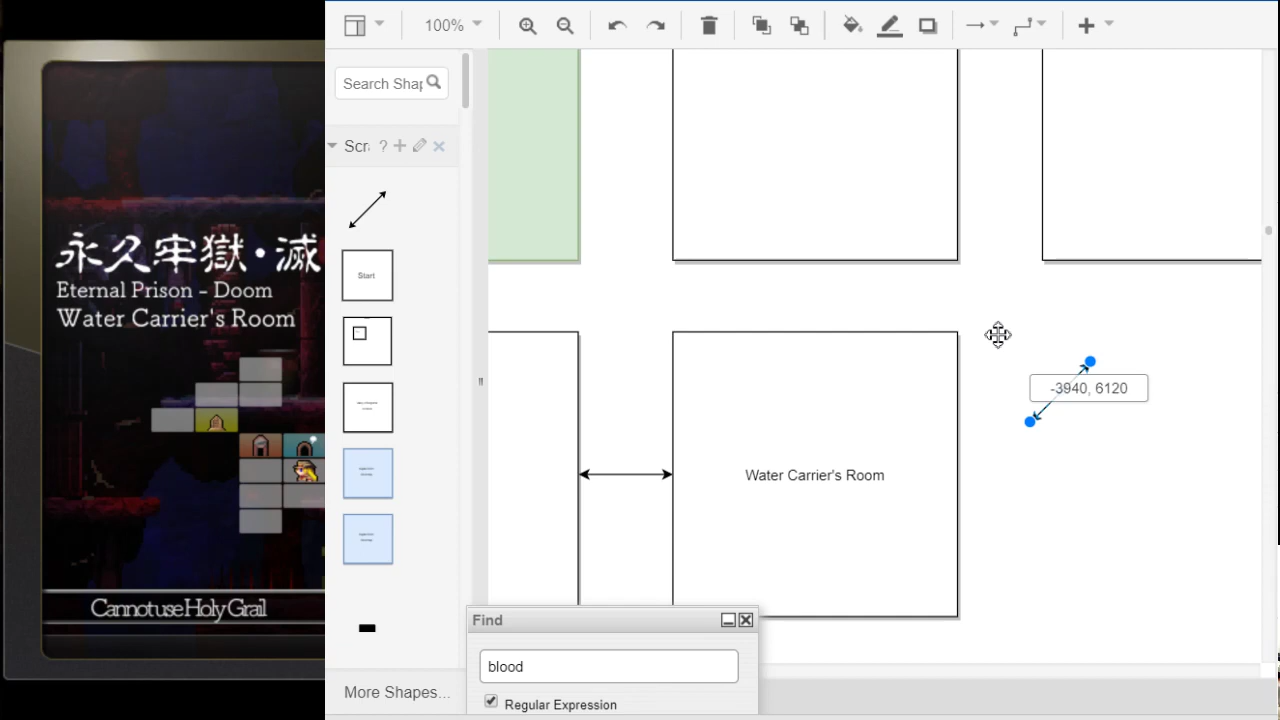 永久牢獄・滅
Eternal Prison - Doom
Water Carrier's Room
Cannot use Holy Grail
100%
Search Shap
Scr
?
Start
More Shapes...
Water Carrier's Room
-3940, 6120
Find
blood
Regular Expression